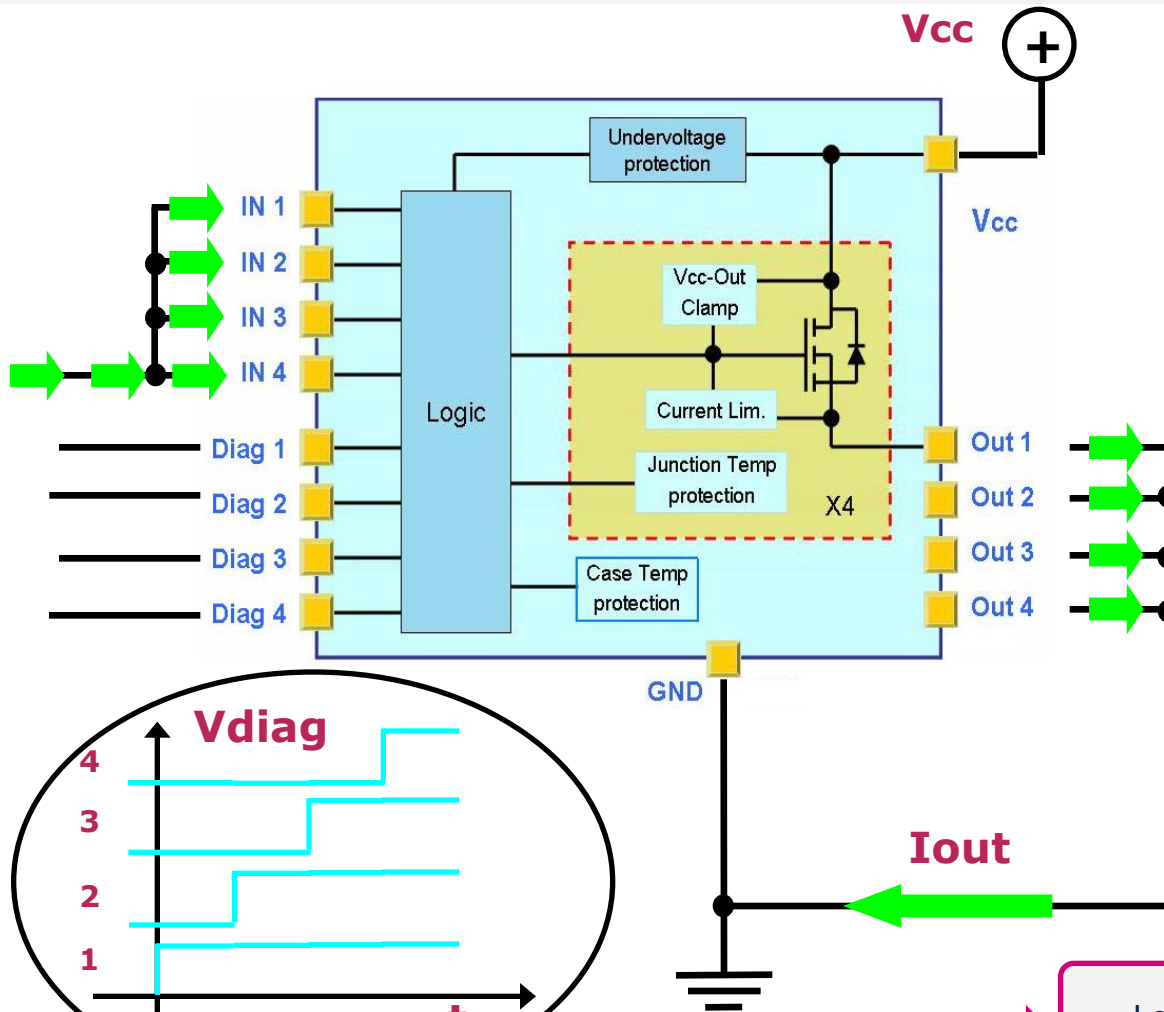 Vcc
+
Undervoltage
protection
IN 1
IN 2
IN 3
IN 4
Vcc
Vcc-Out
Clamp
Logic
Current Lim.
Junction Temp
protection
X4
Case Temp
protection
Diag 1
Diag 2
Diag 3
Diag 4
Out 1
Out 2
Out 3
Out 4
GND
Vdiag
4
3
2
1
Iout